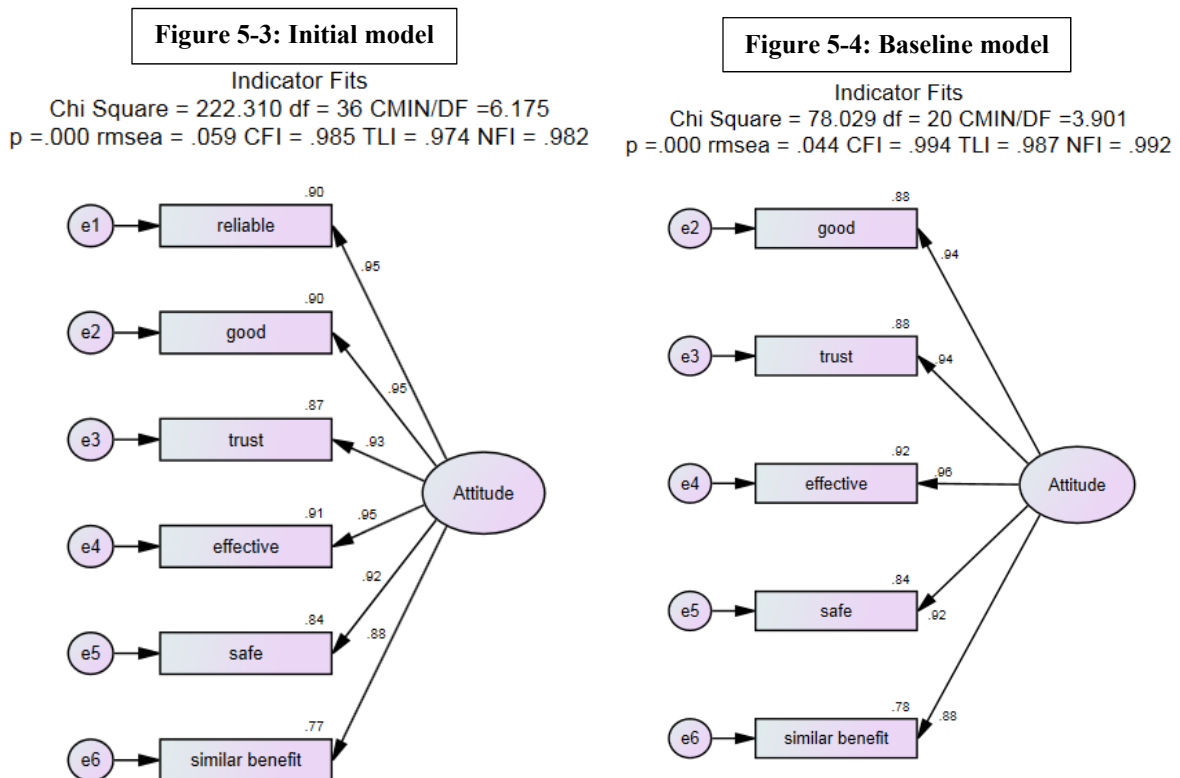 Figure 5-3: Initial model
Indicator Fits
Chi Square = 222.310 df = 36 CMIN/DF =6.175
p =.000 rmsea = .059 CFI = .985 TLI = .974 NFI = .982
.90
e1
reliable
.95
.90
e2
good
.95
.87
e3
trust
.93
Attitude
.91
.95
e4
effective
.92
.84
.88
e5
safe
.77
e6
similar benefit
Figure 5-4: Baseline model
Indicator Fits
Chi Square = 78.029 df = 20 CMIN/DF =3.901
p =.000 rmsea = .044 CFI = .994 TLI = .987 NFI = .992
.88
e2
good
.94
.88
e3
trust
.94
.92
.96
e4
effective
Attitude
.84
e5
safe
.92
.78
.88
e6
similar benefit